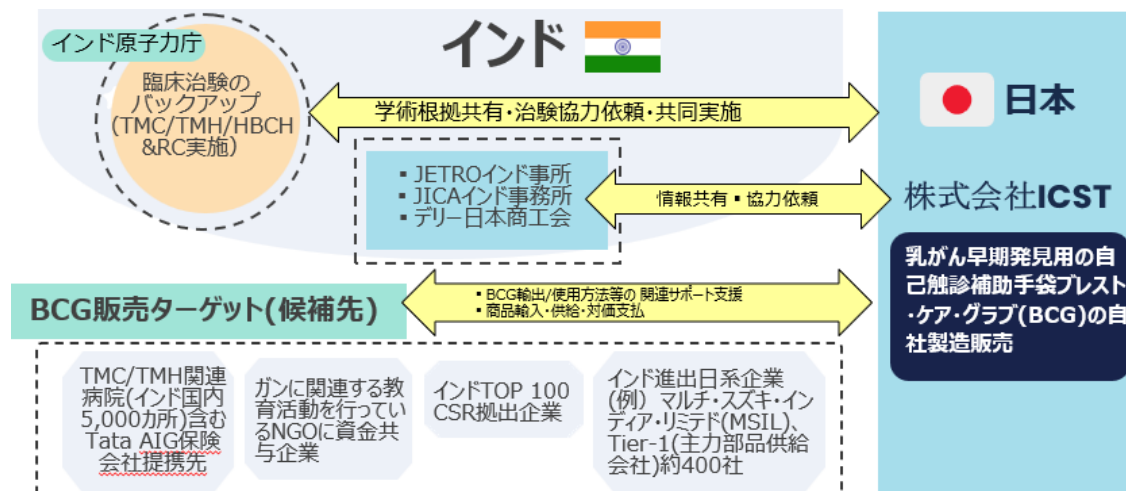 インド原子力庁
臨床治験の
バックアップ
(TMC/TMH/HBCH
&RC実施)
インド
学術根拠共有・治験協力依頼・共同実施
▪ JETROインド事所
▪ JICAインド事務所
▪ デリー日本商工会
情報共有▪協力依頼
日本
株式会社ICST
乳がん早期発見用の自
己触診補助手袋ブレスト
・ケア・グラブ(BCG)の自
社製造販売
BCG販売ターゲット(候補先)
▪ BCG輸出/使用方法等の 関連サポート支援
▪ 商品輸入・供給・対価支払
TMC/TMH関連
病院(インド国内
5,000カ所)含む
Tata AIG保険
会社提携先
ガンに関連する教
育活動を行ってい
るNGOに資金共
与企業
インドTOP 100
CSR拠出企業
インド進出日系企業
(例) マルチ・スズキ・イン
ディア・リミテド(MSIL)、
Tier-1(主力部品供給
会社)約400社